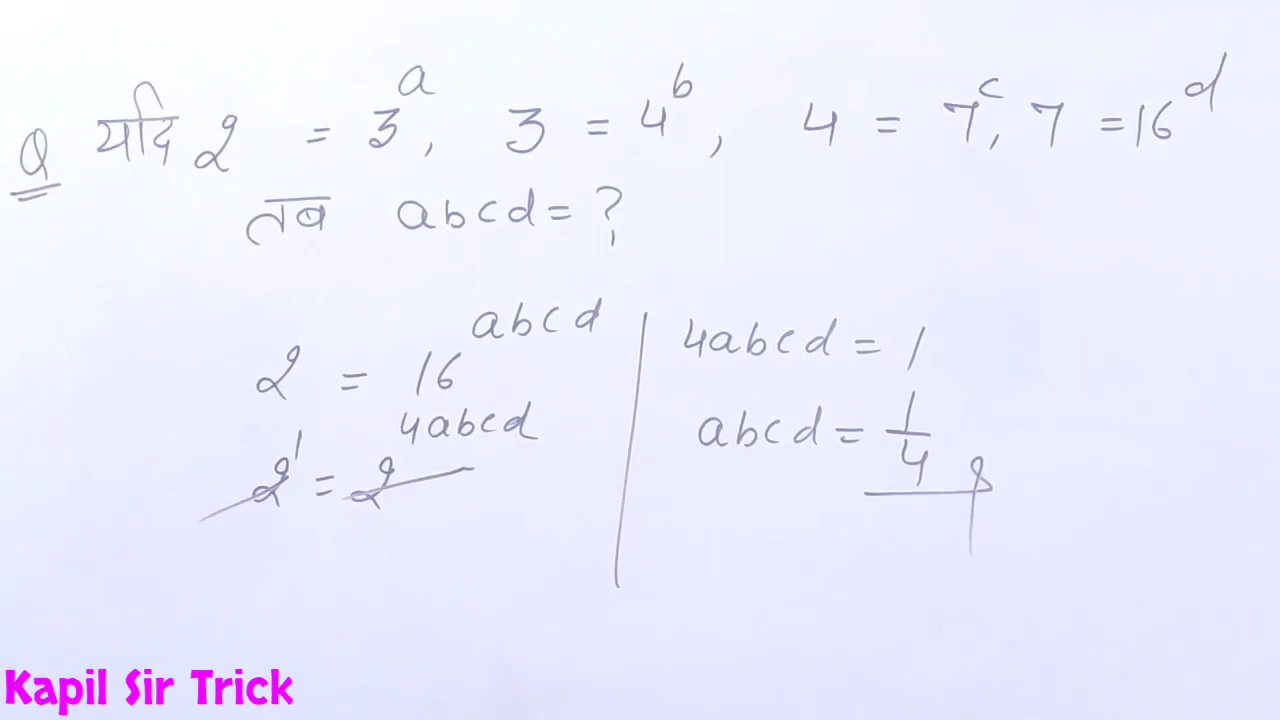 Q यदि 2 = 3^a, 3 = 4^b, 4 = 7^c, 7 = 16^d
तब abcd = ?
2 = 16^abcd
2^1 = 2^4abcd
4abcd = 1
abcd = 1/4
Kapil Sir Trick